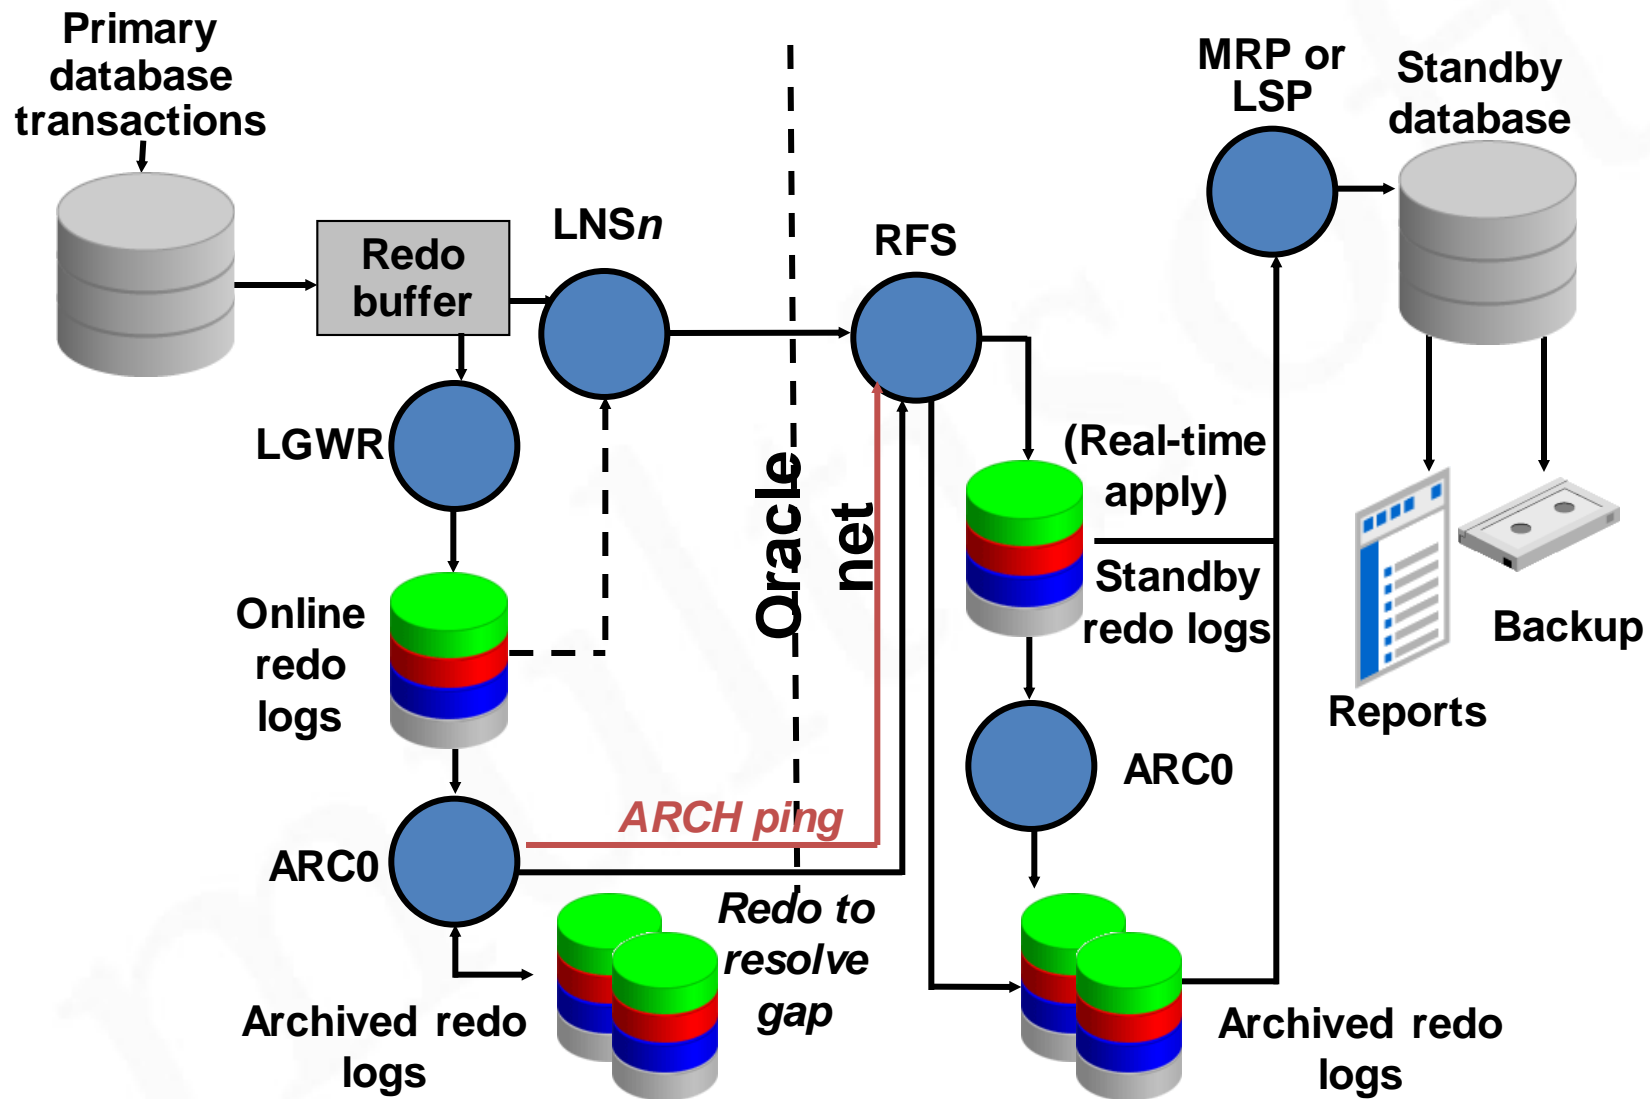 Primary
database
transactions
Redo
buffer
LNSn
LGWR
Online
redo
logs
ARC0
Archived redo
logs
ARCH ping
Redo to
resolve
gap
Oracle
net
RFS
(Real-time
apply)
Standby
redo logs
ARC0
Archived redo
logs
MRP or
LSP
Standby
database
Reports
Backup